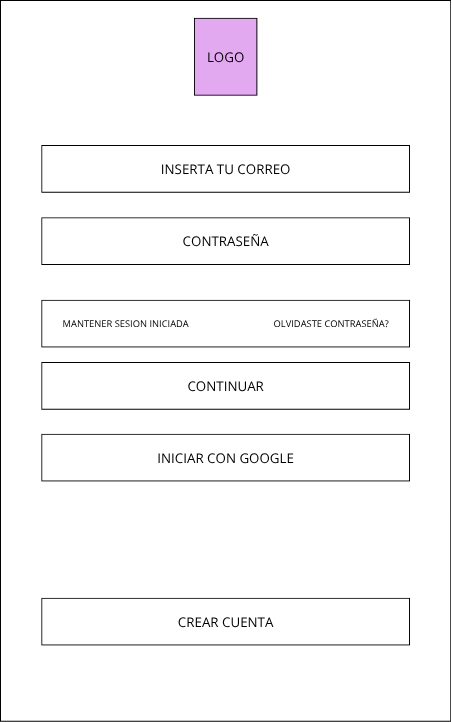 LOGO
INSERTA TU CORREO
CONTRASEÑA
MANTENER SESION INICIADA OLVIDASTE CONTRASEÑA?
CONTINUAR
INICIAR CON GOOGLE
CREAR CUENTA